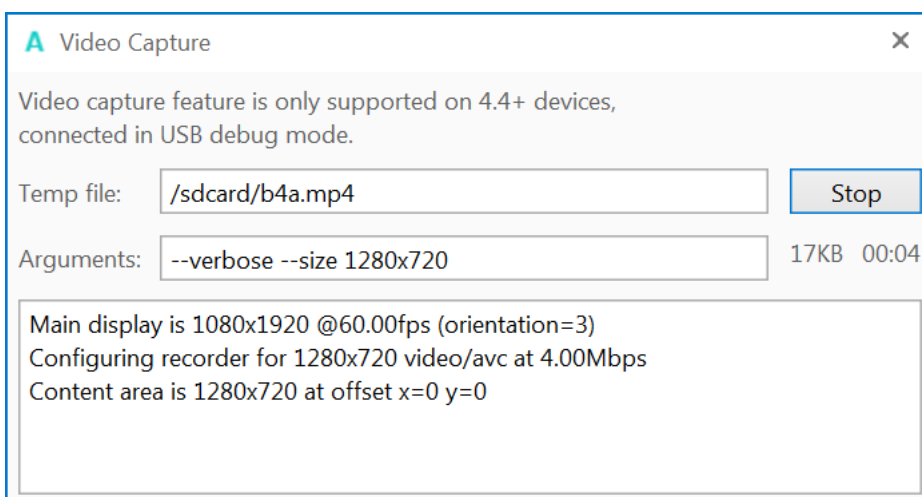 A Video Capture
Video capture feature is only supported on 4.4+ devices,
connected in USB debug mode.
Temp file: /sdcard/b4a.mp4 Stop
Arguments: --verbose --size 1280x720 17KB 00:04
Main display is 1080x1920 @60.00fps (orientation=3)
Configuring recorder for 1280x720 video/avc at 4.00Mbps
Content area is 1280x720 at offset x=0 y=0